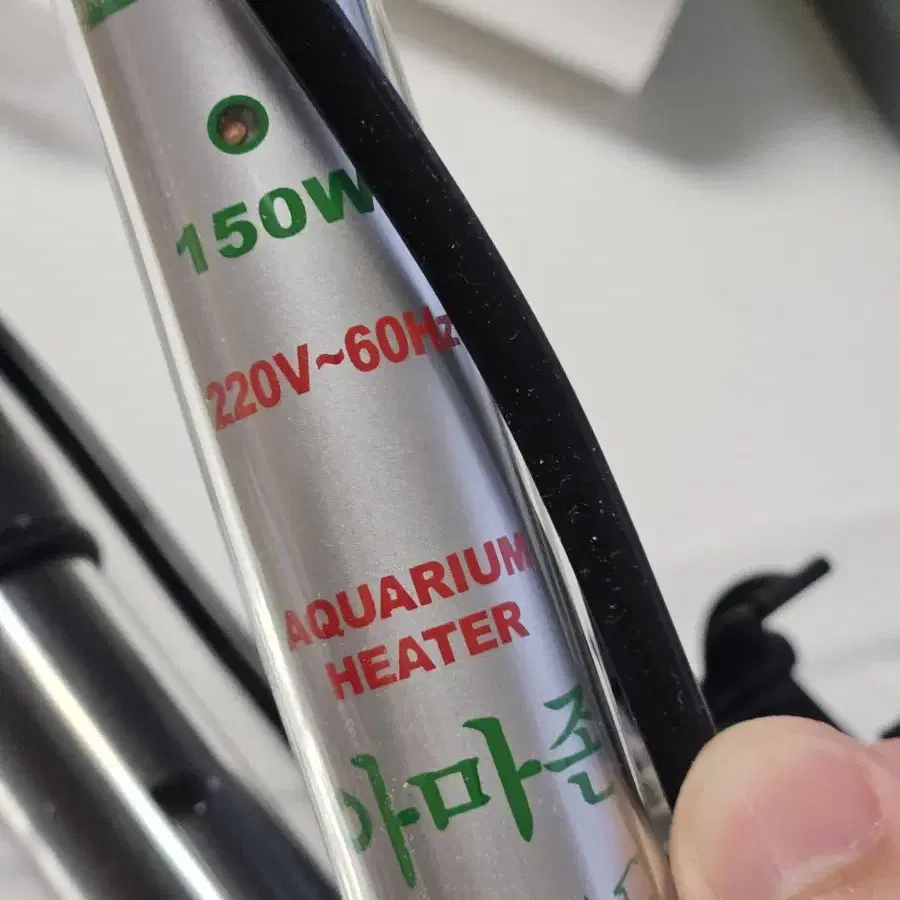 150W
220V~60Hz
AQUARIUM
HEATER
아마존